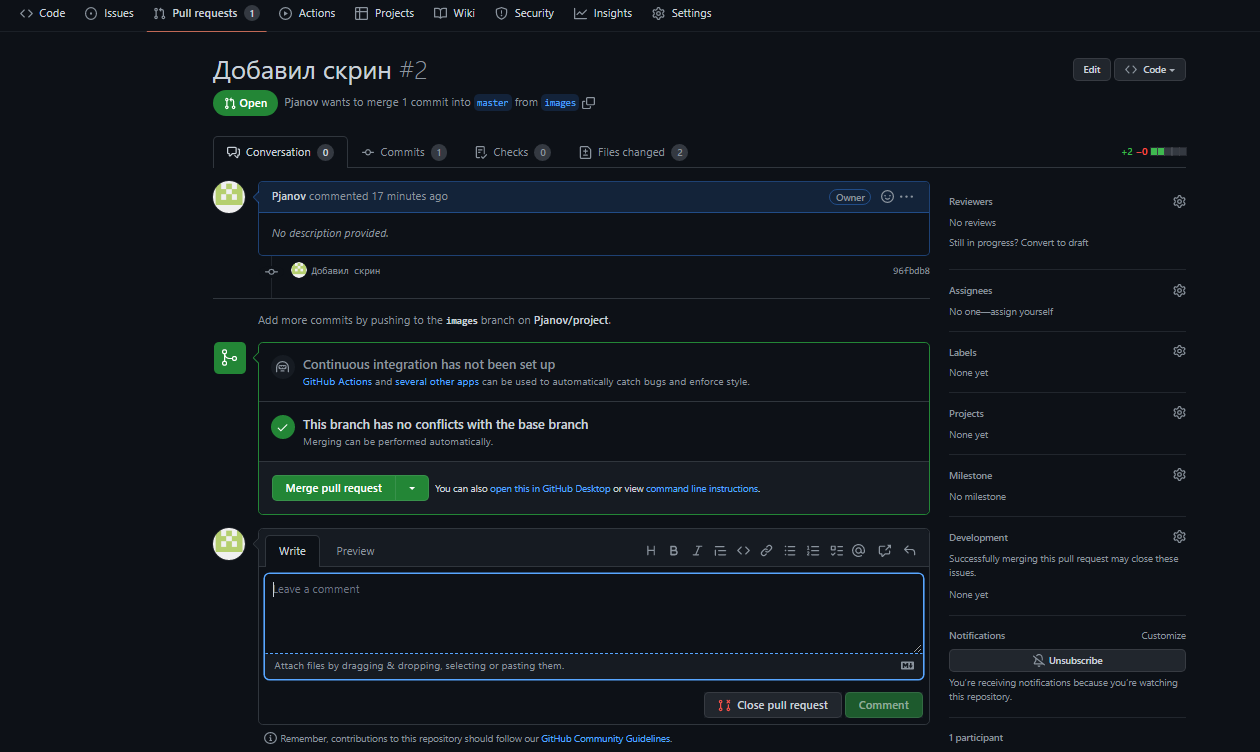 Code Issues Pull requests 1 Actions Projects Wiki Security Insights Settings
Добавил скрин #2
Edit Code
Open Pjanov wants to merge 1 commit into master from images
Conversation 0 Commits 1 Checks 0 Files changed 2
+2 −0
Pjanov commented 17 minutes ago Owner
No description provided.
Добавил скрин 96fbdb8
Add more commits by pushing to the images branch on Pjanov/project.
Continuous integration has not been set up
GitHub Actions and several other apps can be used to automatically catch bugs and enforce style.
This branch has no conflicts with the base branch
Merging can be performed automatically.
Merge pull request You can also open this in GitHub Desktop or view command line instructions.
Write Preview
Leave a comment
Attach files by dragging & dropping, selecting or pasting them.
Close pull request Comment
Remember, contributions to this repository should follow our GitHub Community Guidelines.
Reviewers
No reviews
Still in progress? Convert to draft
Assignees
No one—assign yourself
Labels
None yet
Projects
None yet
Milestone
No milestone
Development
Successfully merging this pull request may close these
issues.
None yet
Notifications Customize
Unsubscribe
You’re receiving notifications because you’re watching
this repository.
1 participant